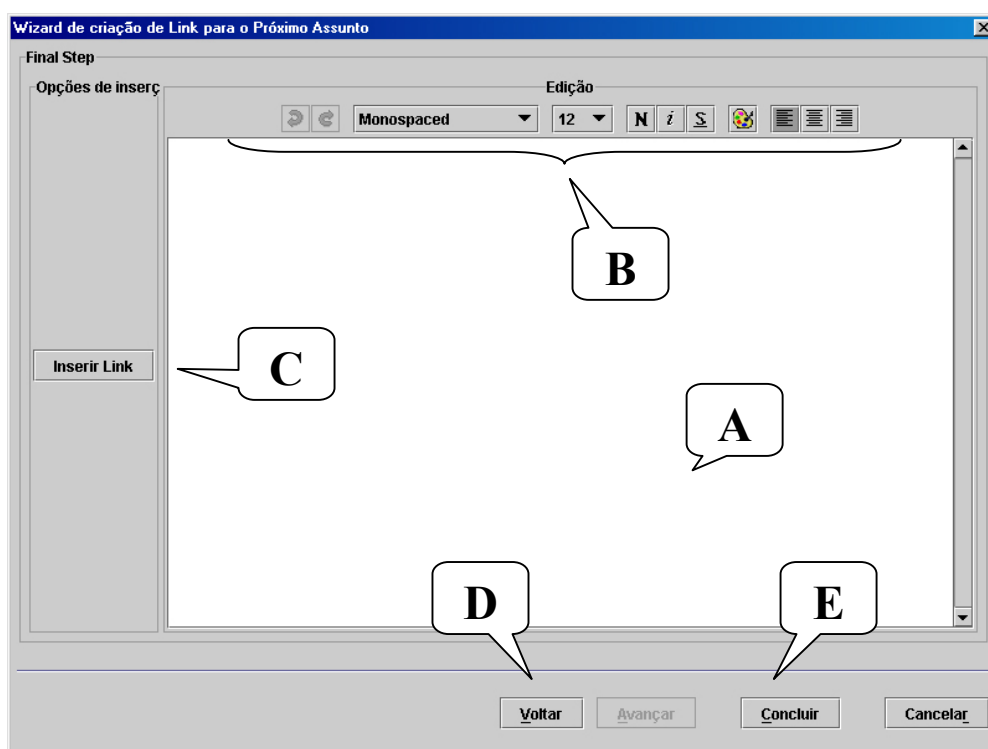 Wizard de criação de Link para o Próximo Assunto
Final Step
Opções de inserç
Edição
Monospaced 12 N i S
B
Inserir Link
C
A
D
E
Voltar Avançar Concluir Cancelar